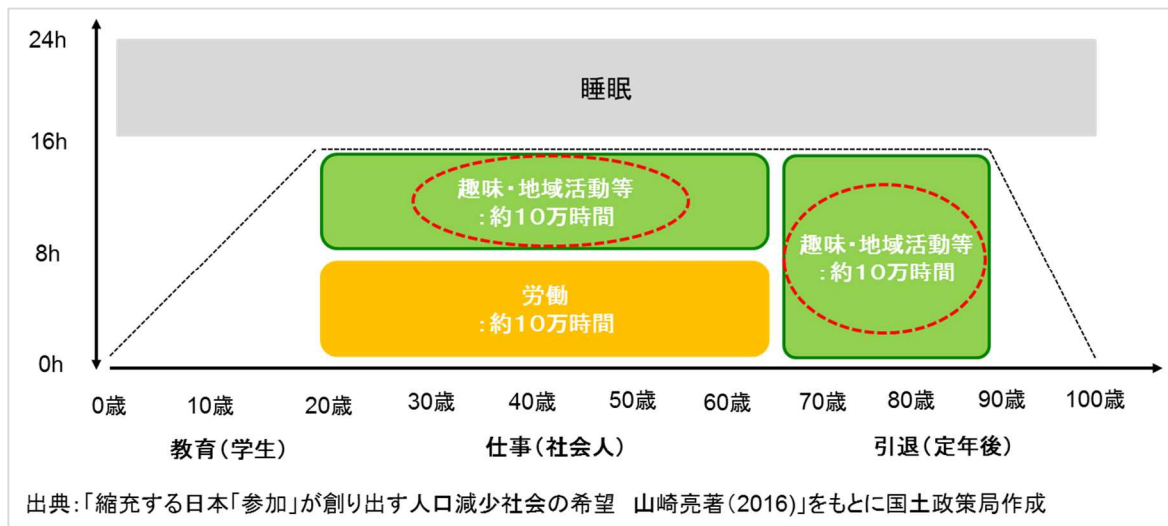 24h
睡眠
16h
趣味・地域活動等
:約10万時間
趣味・地域活動等
:約10万時間
8h
労働
:約10万時間
0h
0歳 10歳 20歳 30歳 40歳 50歳 60歳 70歳 80歳 90歳 100歳
教育(学生) 仕事(社会人) 引退(定年後)
出典:「縮充する日本「参加」が創り出す人口減少社会の希望 山崎亮著(2016)」をもとに国土政策局作成